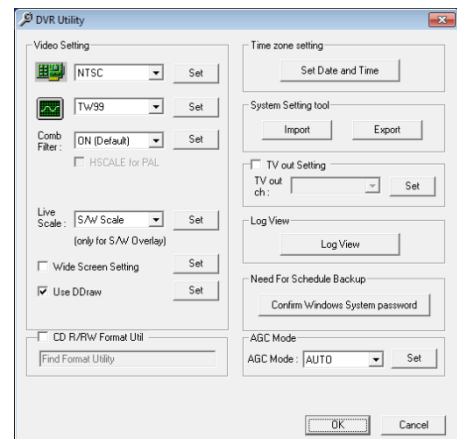 DVR Utility
Video Setting
NTSC Set
TW99 Set
Comb
Filter : ON (Default) Set
HSCALE for PAL
Live
Scale : S/W Scale Set
(only for S/W Overlay)
Wide Screen Setting Set
Use DDraw Set
CD R/RW Format Util
Find Format Utility
Time zone setting
Set Date and Time
System Setting tool
Import Export
TV out Setting
TV out
ch : Set
Log View
Log View
Need For Schedule Backup
Confirm Windows System password
AGC Mode
AGC Mode : AUTO Set
OK Cancel